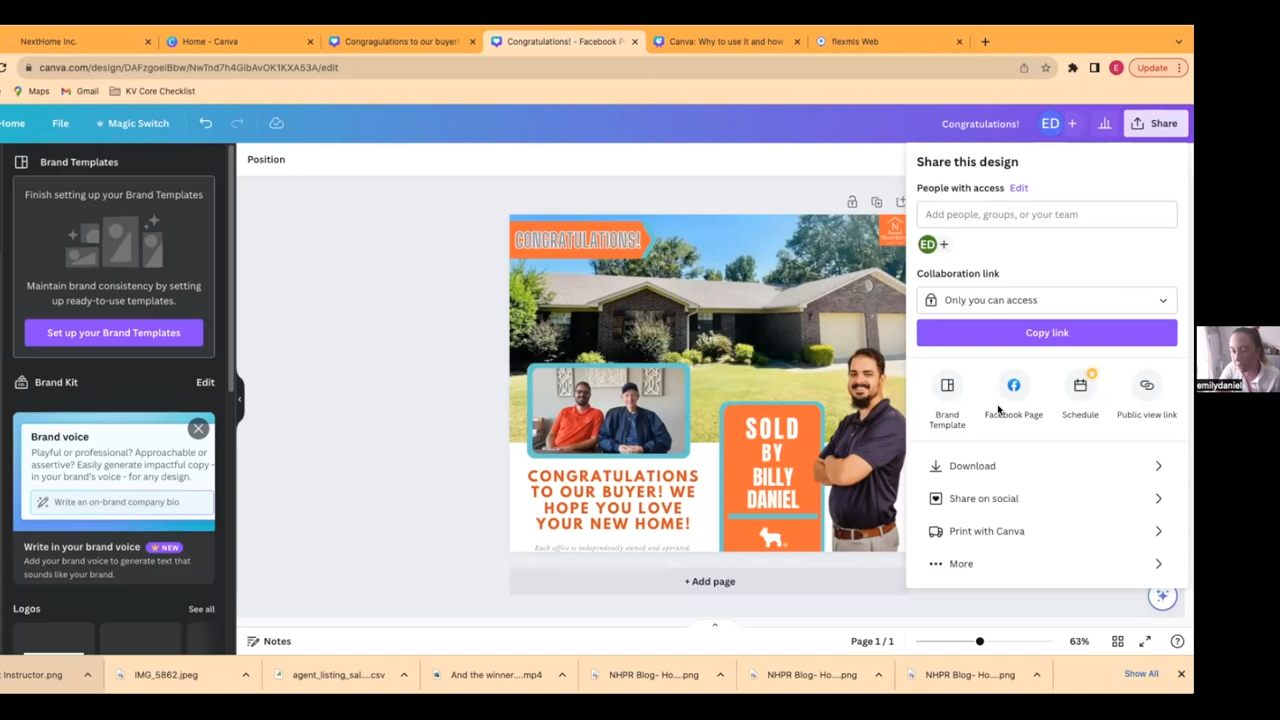 NextHome Inc.
Home - Canva
Congragulations to our buyer!
Congratulations! - Facebook P
Canva: Why to use it and how
flexmls Web
canva.com/design/DAFzgoeiBbw/NwTnd7h4GibAvOK1KXA53A/edit
E
Update
Maps
Gmail
KV Core Checklist
Home
File
Magic Switch
Congratulations!
ED
Share
Brand Templates
Position
Finish setting up your Brand Templates
Maintain brand consistency by setting
up ready-to-use templates.
Set up your Brand Templates
Brand Kit
Edit
Brand voice
Playful or professional? Approachable or
assertive? Easily generate impactful copy
in your brand's voice - for any design.
Write an on-brand company bio
Write in your brand voice
NEW
Add your brand voice to generate text that
sounds like your brand.
Logos
See all
CONGRATULATIONS!
N
SOLD
BY
BILLY
DANIEL
CONGRATULATIONS
TO OUR BUYER! WE
HOPE YOU LOVE
YOUR NEW HOME!
Each office is independently owned and operated.
+ Add page
Share this design
People with access
Edit
Add people, groups, or your team
ED
Collaboration link
Only you can access
Copy link
Brand
Template
Facebook Page
Schedule
Public view link
Download
Share on social
Print with Canva
More
emilydaniel
Notes
Page 1 / 1
63%
t Instructor.png
IMG_5862.jpeg
agent_listing_sal....csv
And the winner....mp4
NHPR Blog- Ho....png
NHPR Blog- Ho....png
NHPR Blog- Ho....png
Show All